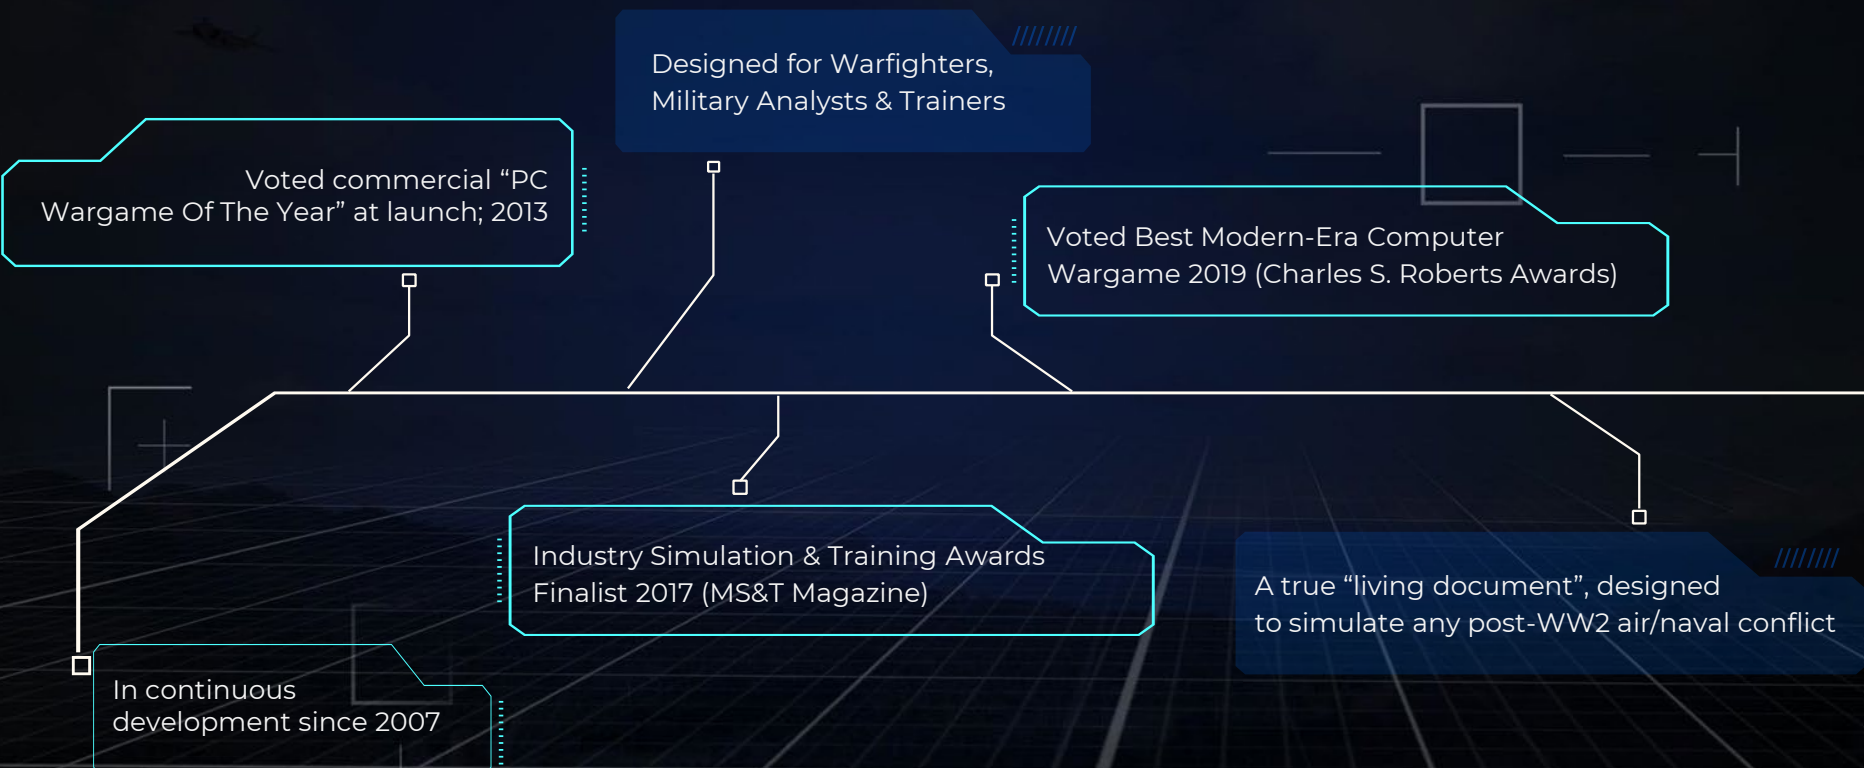 Designed for Warfighters,
Military Analysts & Trainers
Voted commercial “PC
Wargame Of The Year” at launch; 2013
Voted Best Modern-Era Computer
Wargame 2019 (Charles S. Roberts Awards)
Industry Simulation & Training Awards
Finalist 2017 (MS&T Magazine)
A true “living document”, designed
to simulate any post-WW2 air/naval conflict
In continuous
development since 2007